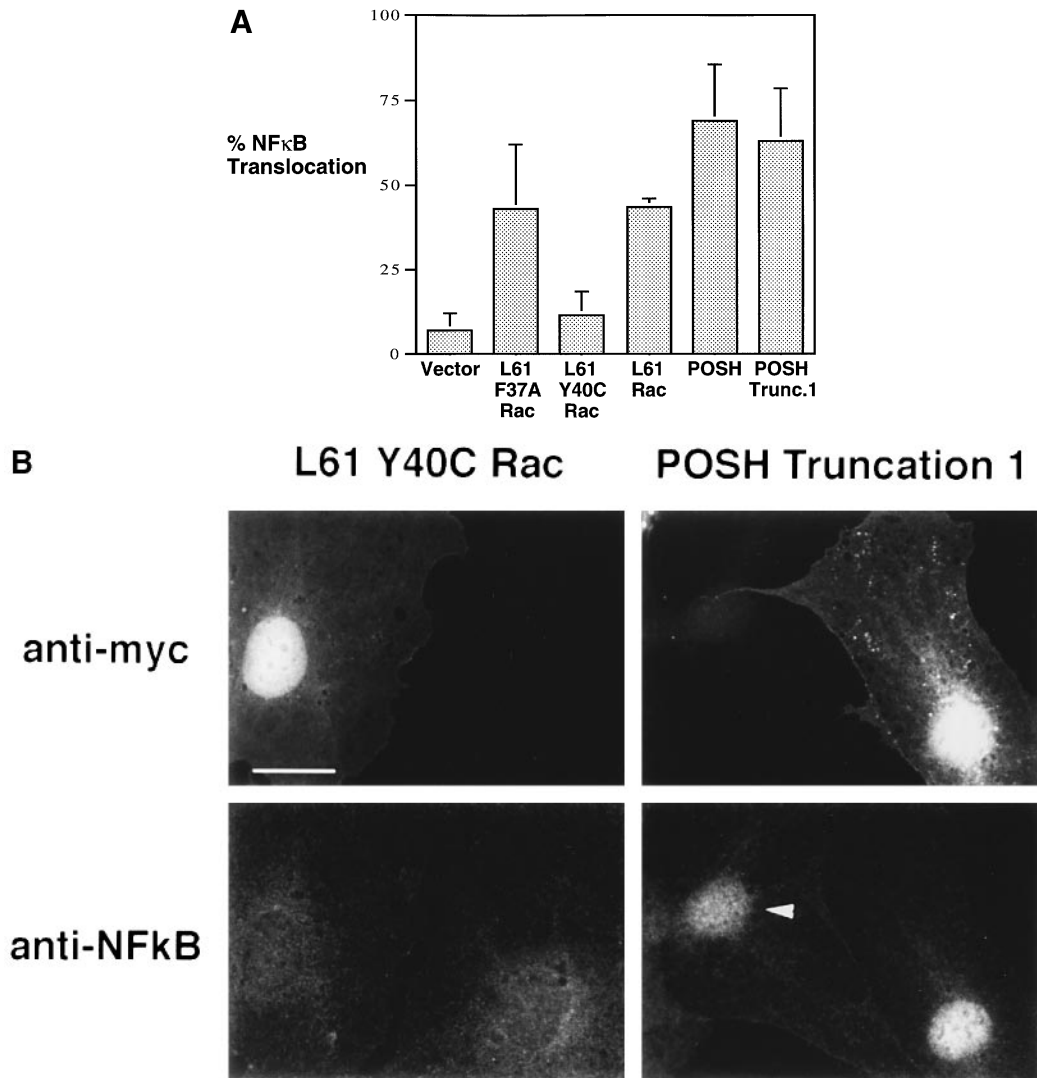 A
100
75
50
25
0
% NFκB
Translocation
Vector
L61
F37A
Rac
L61
Y40C
Rac
L61
Rac
POSH
POSH
Trunc.1
B
L61 Y40C Rac
POSH Truncation 1
anti-myc
anti-NFkB